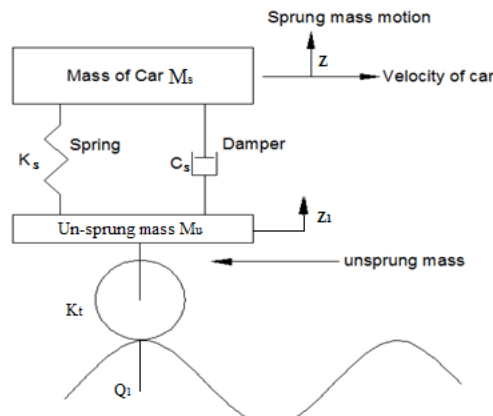 Sprung mass motion
Z
Mass of Car Ms
Velocity of car
Spring
Damper
Ks
Cs
Un-sprung mass Mu
Z1
unsprung mass
Kt
Q1